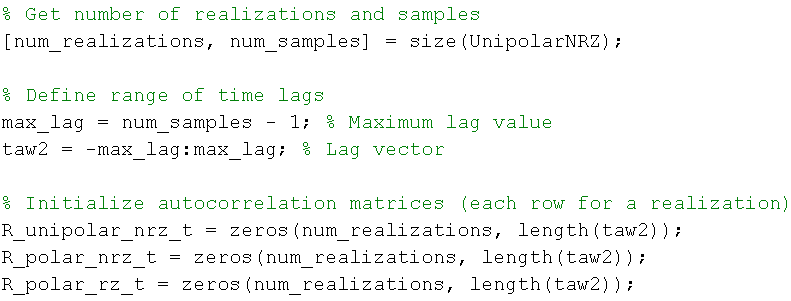 % Get number of realizations and samples
[num_realizations, num_samples] = size(UnipolarNRZ);
% Define range of time lags
max_lag = num_samples - 1; % Maximum lag value
taw2 = -max_lag:max_lag; % Lag vector
% Initialize autocorrelation matrices (each row for a realization)
R_unipolar_nrz_t = zeros(num_realizations, length(taw2));
R_polar_nrz_t = zeros(num_realizations, length(taw2));
R_polar_rz_t = zeros(num_realizations, length(taw2));